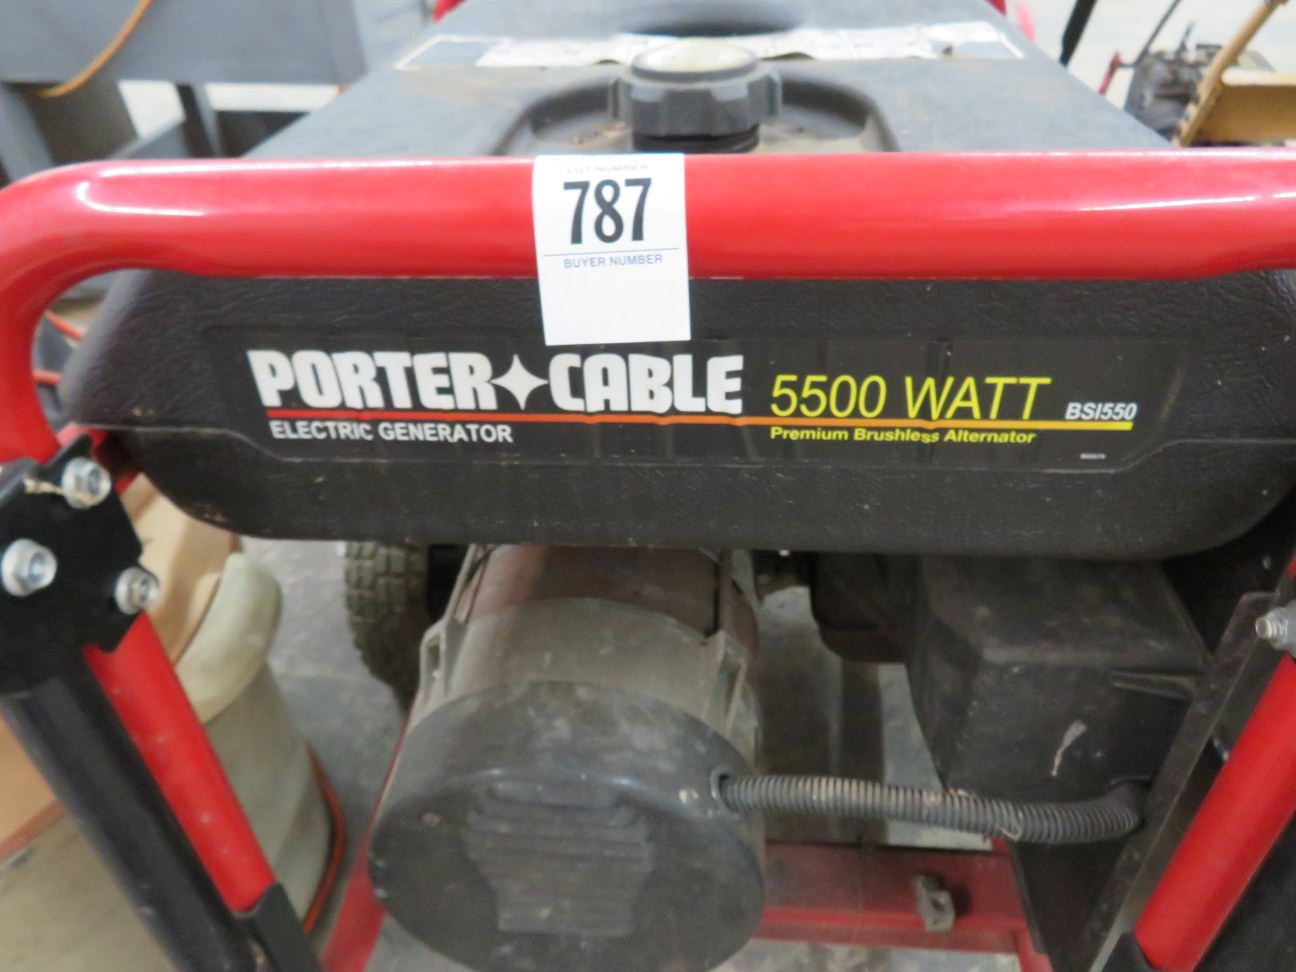 LOT NUMBER
787
BUYER NUMBER
PORTER CABLE
5500 WATT BSI550
ELECTRIC GENERATOR
Premium Brushless Alternator